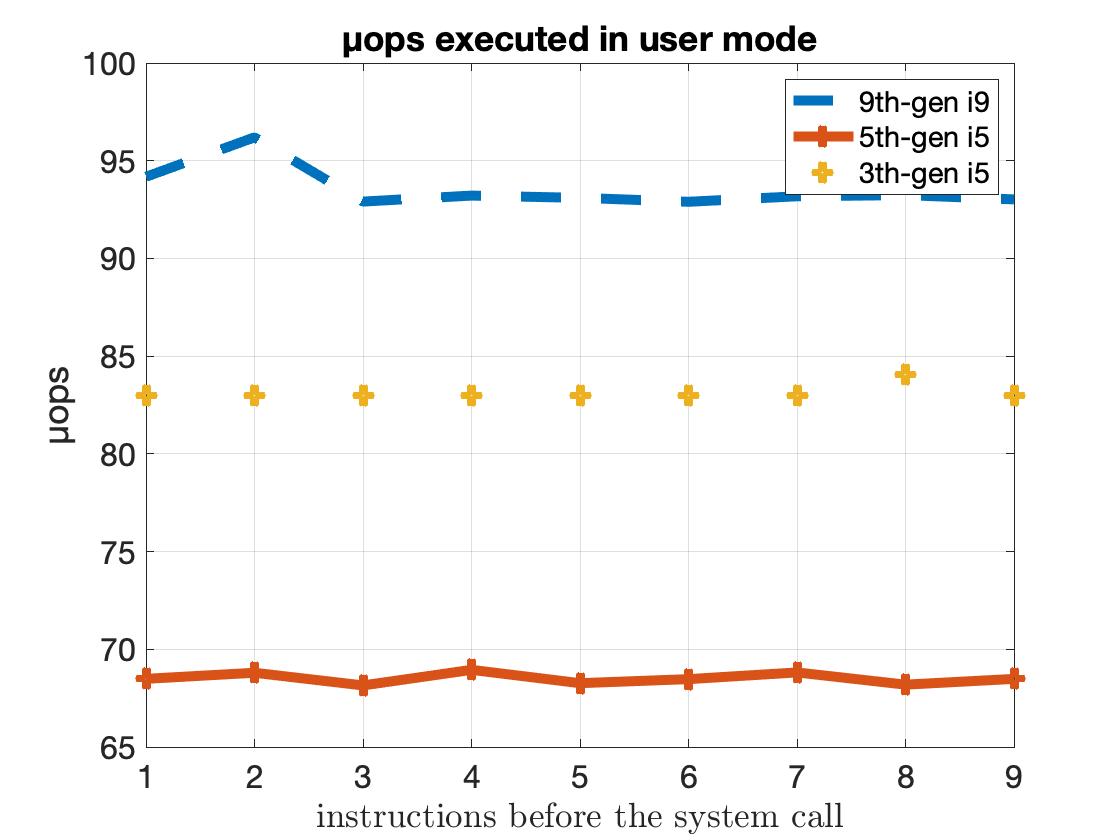 μops executed in user mode
100
95
90
85
80
75
70
65
μops
9th-gen i9
5th-gen i5
3th-gen i5
1 2 3 4 5 6 7 8 9
instructions before the system call